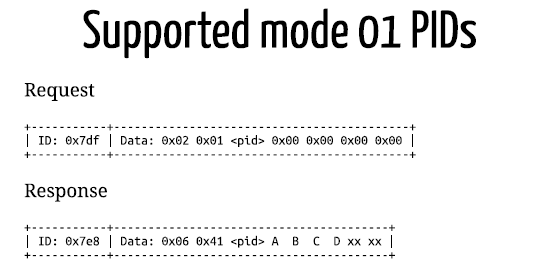 Supported mode 01 PIDs
Request
+-----------+------------------------------------------+
| ID: 0x7df | Data: 0x02 0x01 <pid> 0x00 0x00 0x00 0x00 |
+-----------+------------------------------------------+
Response
+-----------+---------------------------------------+
| ID: 0x7e8 | Data: 0x06 0x41 <pid> A  B  C  D xx xx |
+-----------+---------------------------------------+